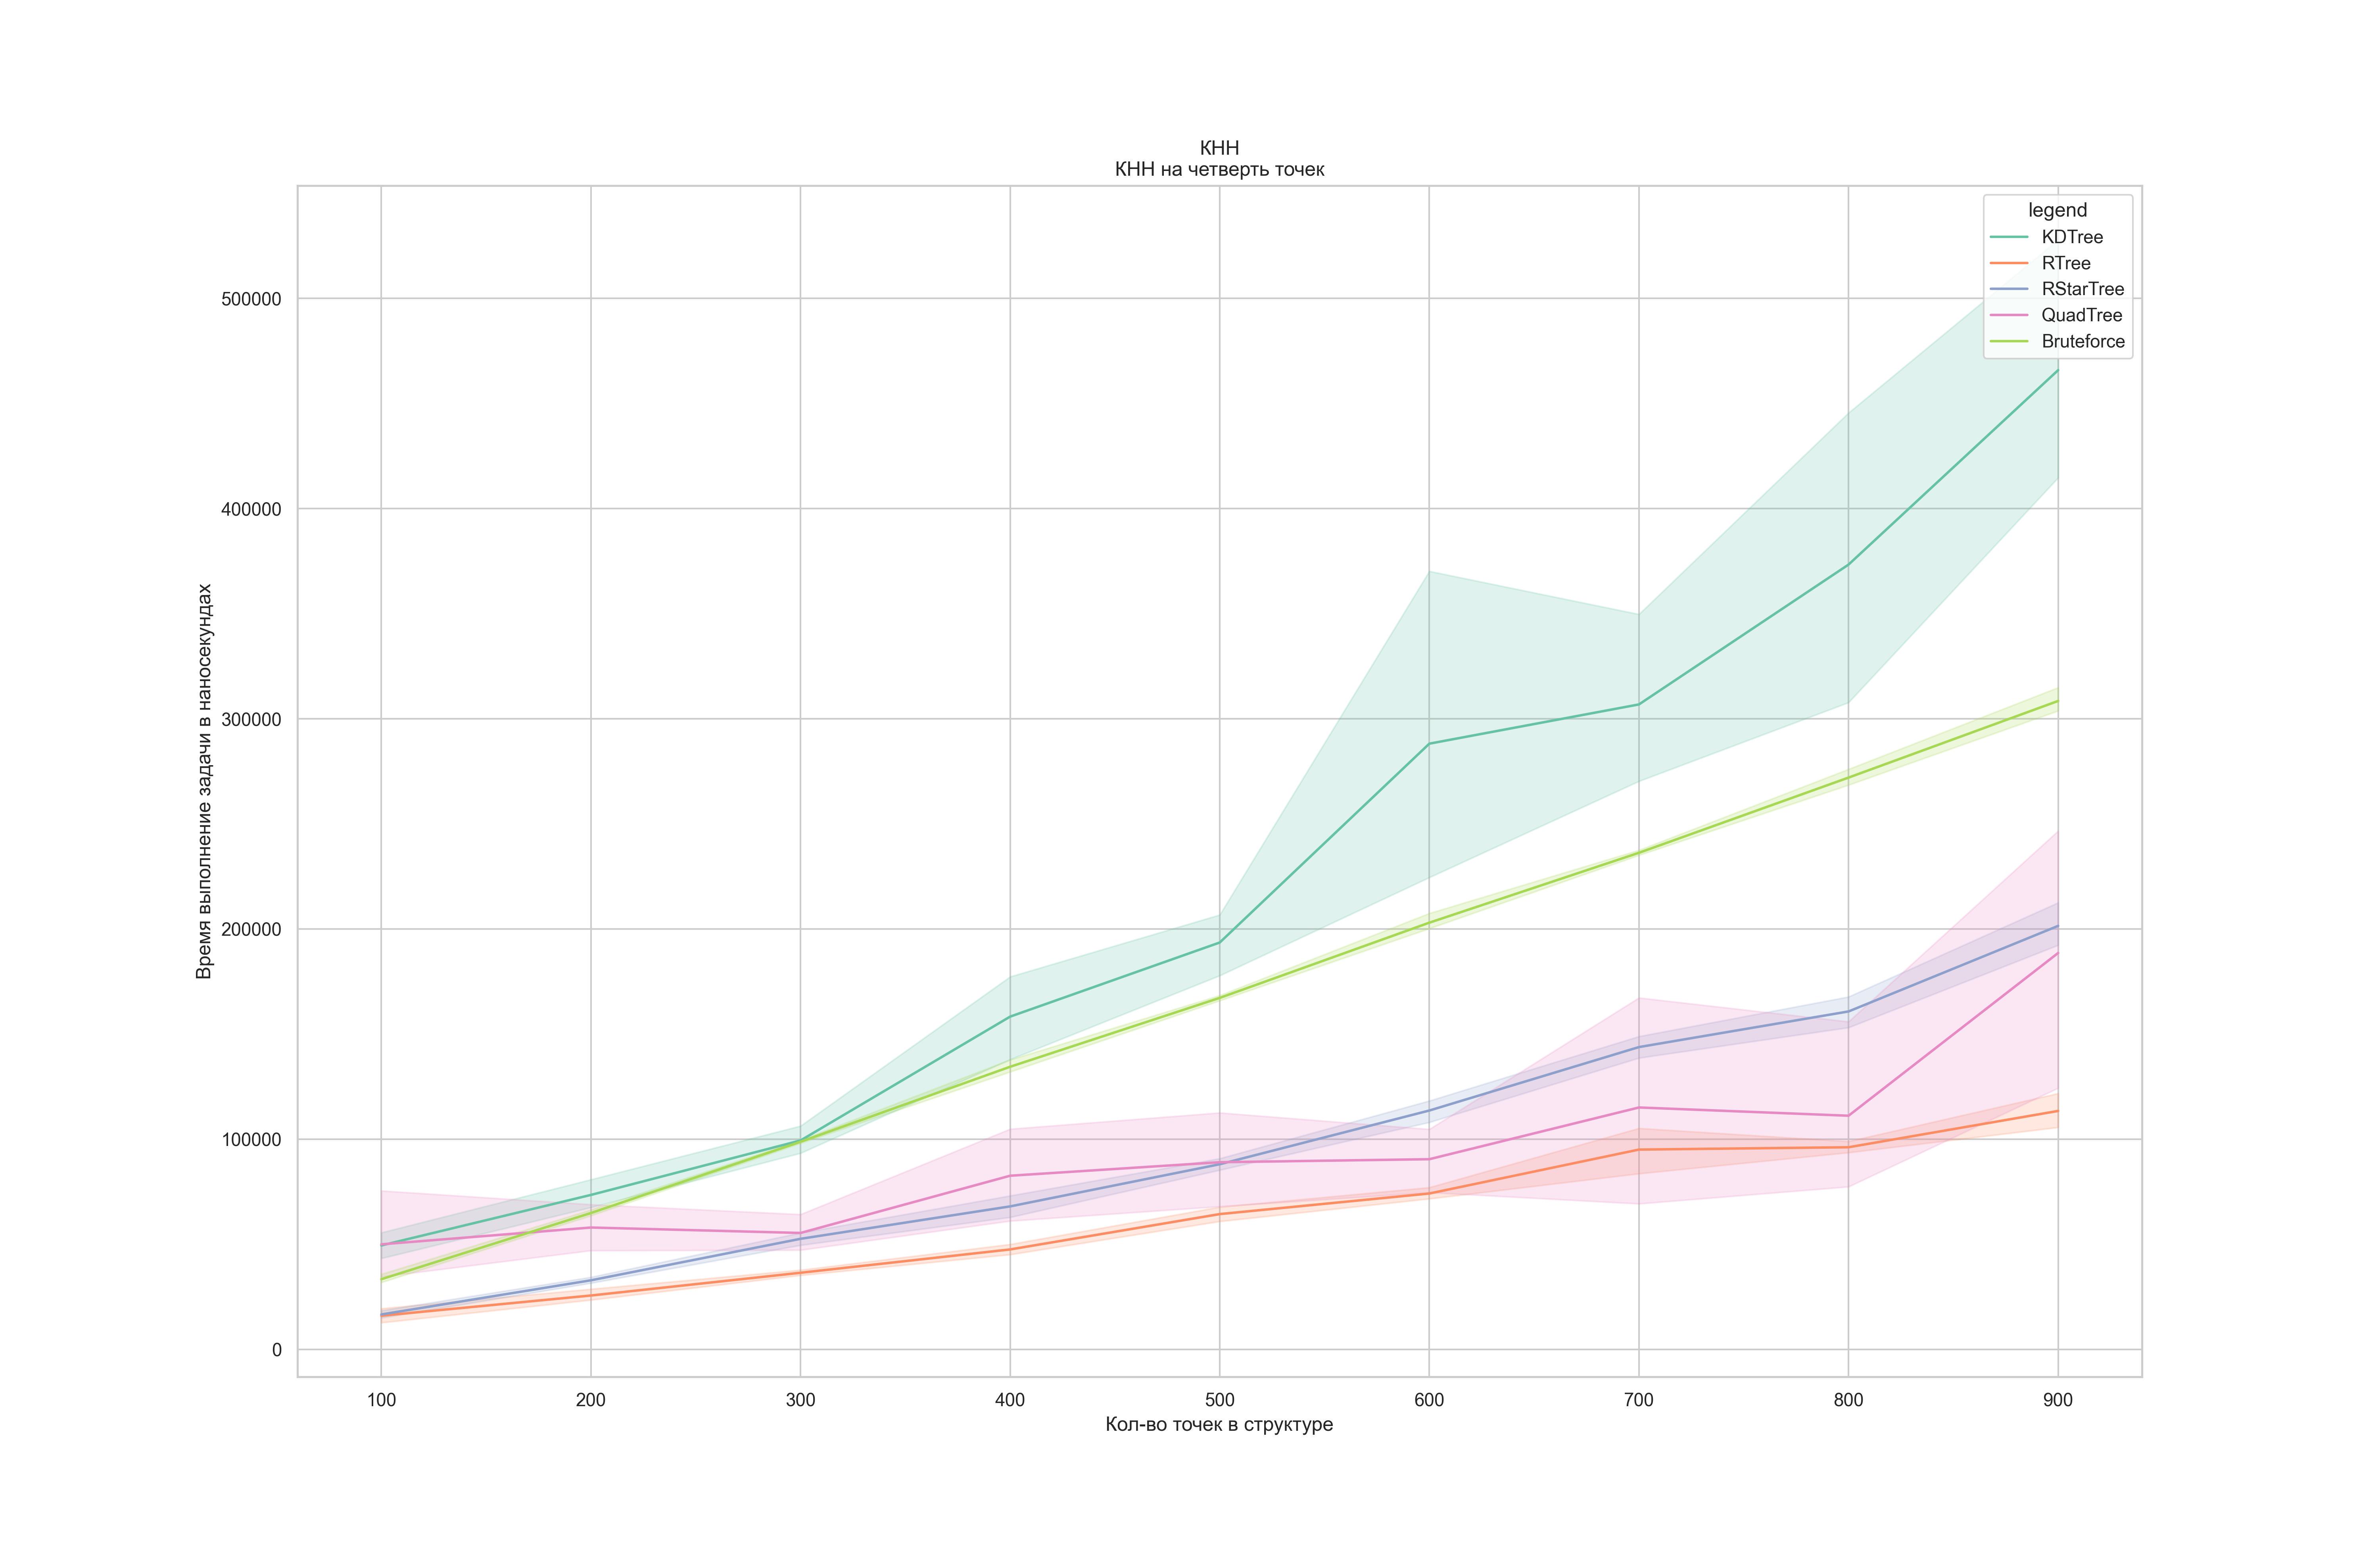 КНН
КНН на четверть точек
legend
KDTree
RTree
RStarTree
QuadTree
Bruteforce
Время выполнение задачи в наносекундах
500000
400000
300000
200000
100000
0
100 200 300 400 500 600 700 800 900
Кол-во точек в структуре